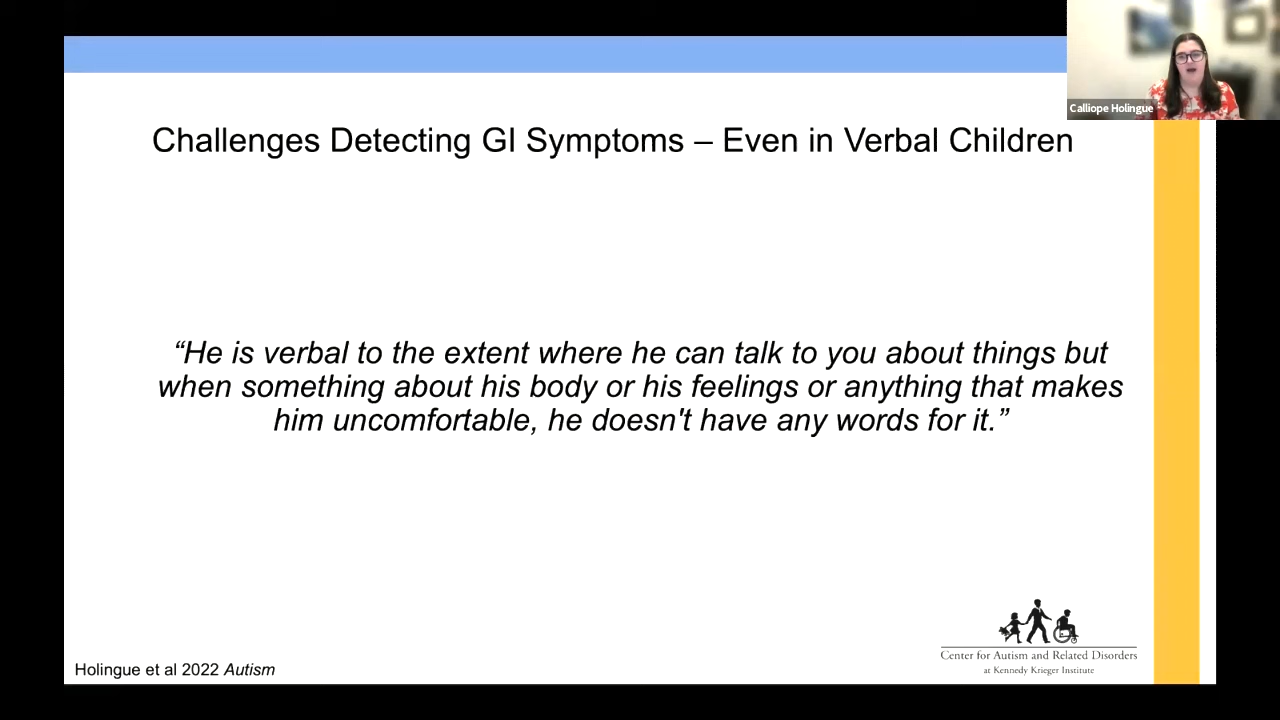 Calliope Holingue
Challenges Detecting GI Symptoms – Even in Verbal Children
“He is verbal to the extent where he can talk to you about things but
when something about his body or his feelings or anything that makes
him uncomfortable, he doesn't have any words for it.”
Center for Autism and Related Disorders
at Kennedy Krieger Institute
Holingue et al 2022 Autism